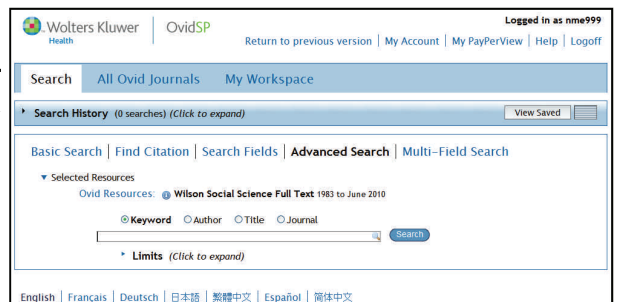 Wolters Kluwer Health OvidSP
Logged in as nme999
Return to previous version | My Account | My PayPerView | Help | Logoff
Search All Ovid Journals My Workspace
Search History (0 searches) (Click to expand) View Saved
Basic Search | Find Citation | Search Fields | Advanced Search | Multi-Field Search
Selected Resources
Ovid Resources: Wilson Social Science Full Text 1983 to June 2010
Keyword Author Title Journal
Search
Limits (Click to expand)
English | Français | Deutsch | 日本語 | 繁體中文 | Español | 简体中文